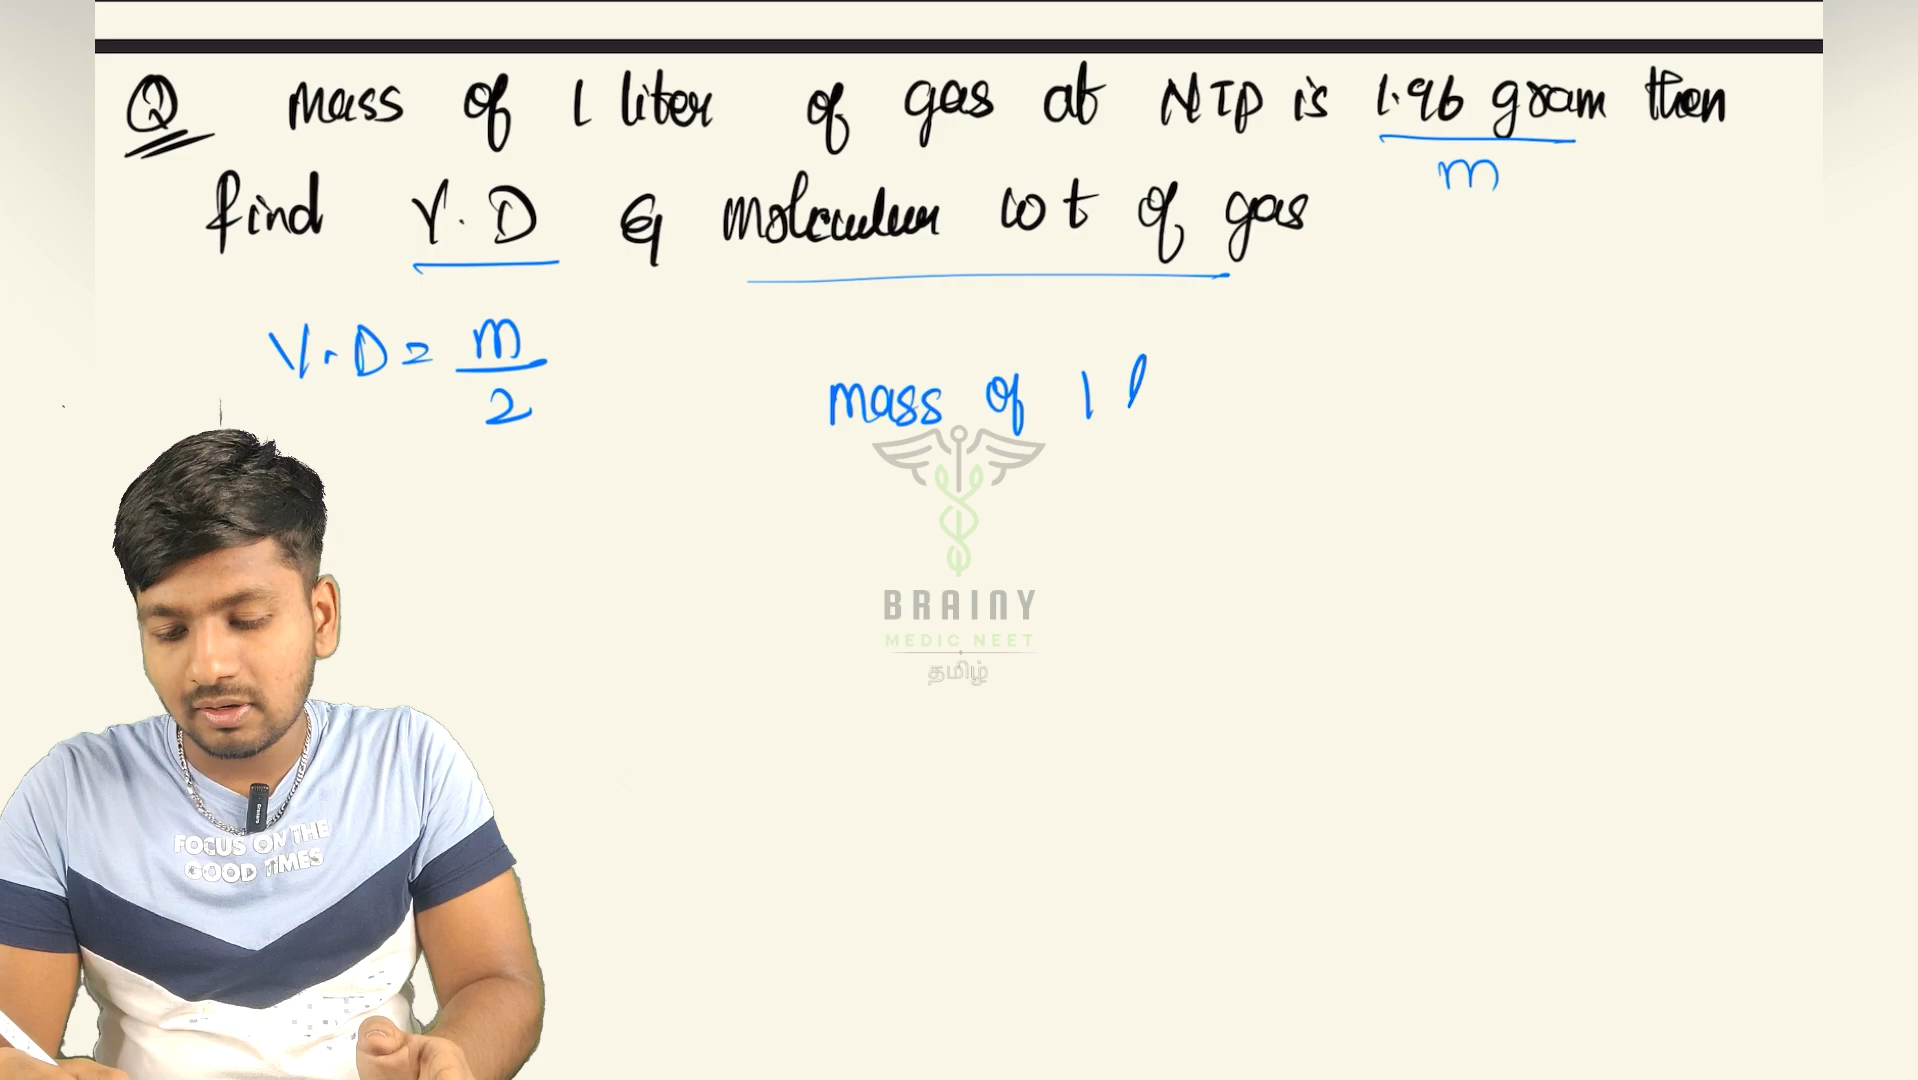 Q Mass of 1 liter of gas at NTP is 1.96 gram then
m
find V.D & molecular wt of gas
V.D = m
2
mass of 1 l
BRAINY
MEDIC NEET
தமிழ்
FOCUS ON THE
GOOD TIMES